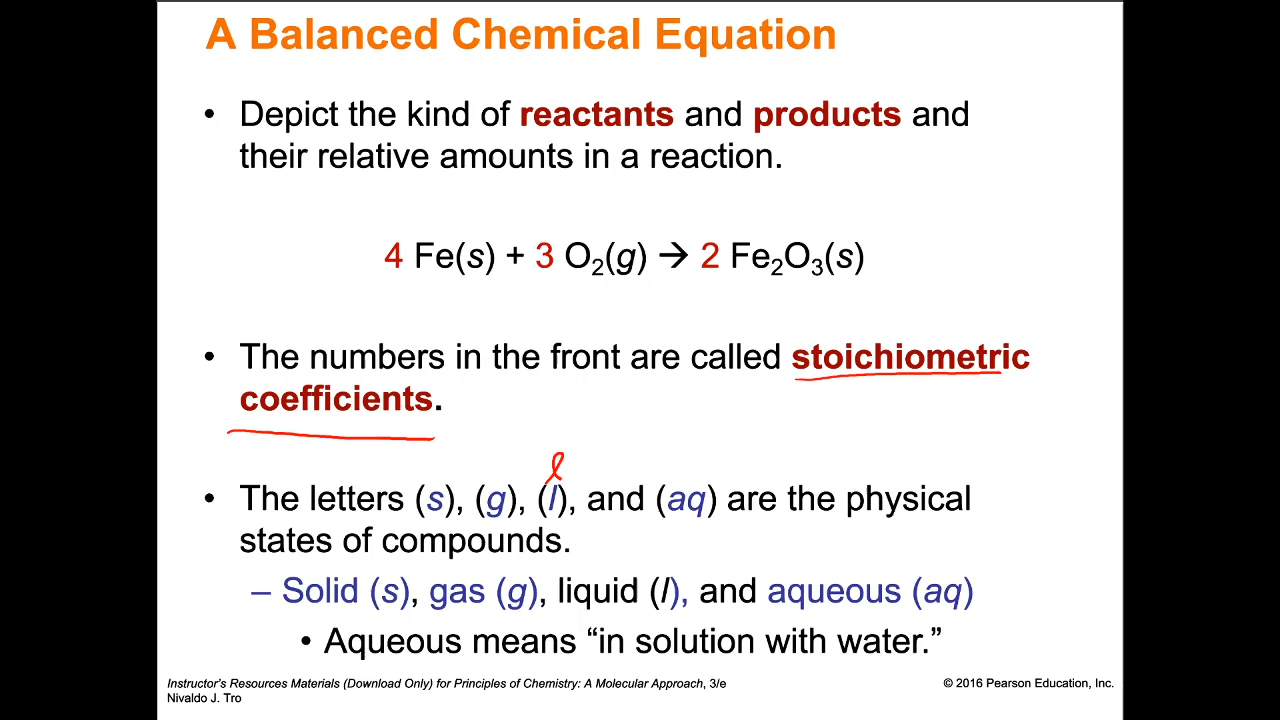 A Balanced Chemical Equation
• Depict the kind of reactants and products and
their relative amounts in a reaction.
4 Fe(s) + 3 O₂(g) → 2 Fe₂O₃(s)
• The numbers in the front are called stoichiometric
coefficients.
ℓ
• The letters (s), (g), (l), and (aq) are the physical
states of compounds.
– Solid (s), gas (g), liquid (l), and aqueous (aq)
• Aqueous means “in solution with water.”
Instructor’s Resources Materials (Download Only) for Principles of Chemistry: A Molecular Approach, 3/e
Nivaldo J. Tro
© 2016 Pearson Education, Inc.